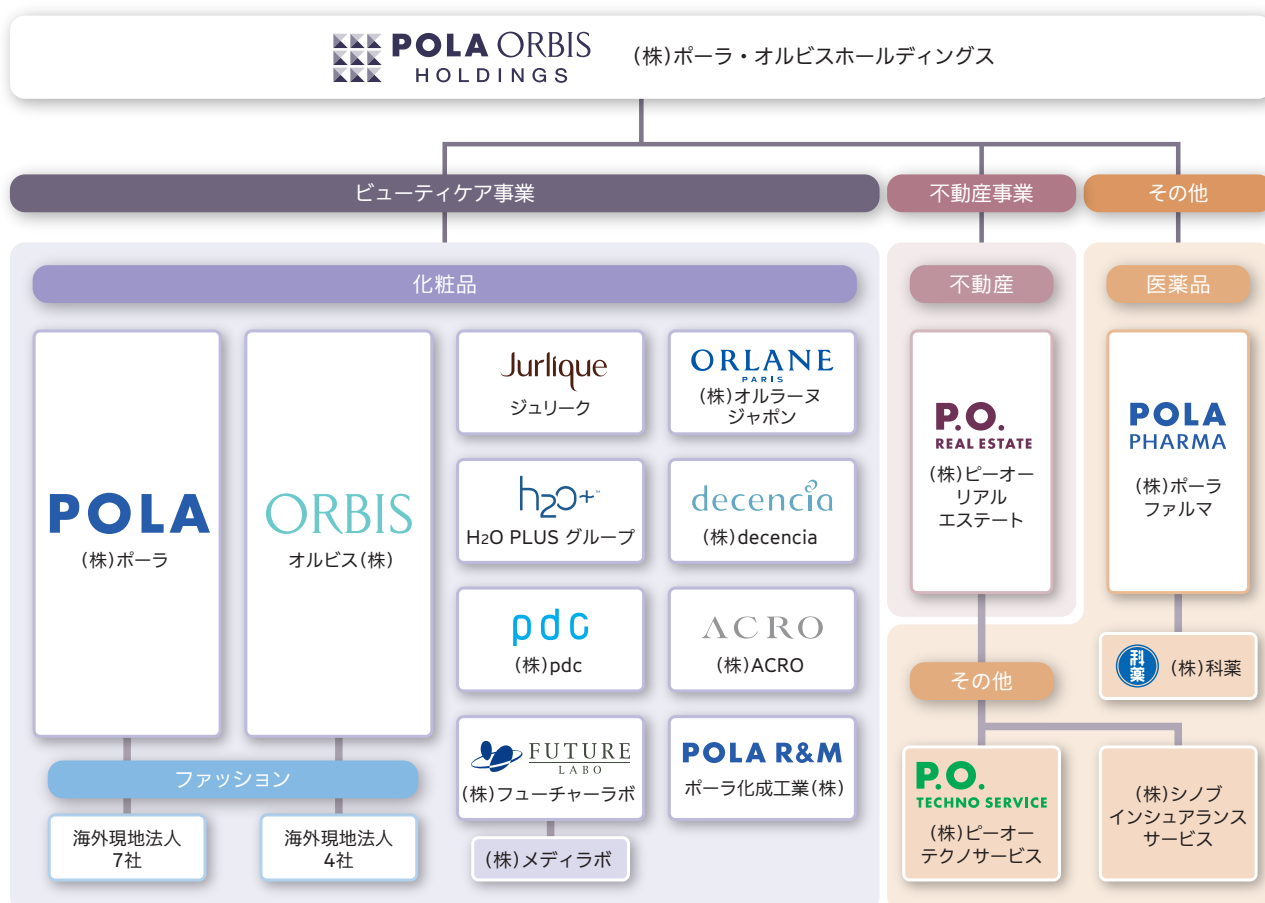 POLA ORBIS
HOLDINGS
(株)ポーラ・オルビスホールディングス
ビューティケア事業
不動産事業
その他
化粧品
不動産
医薬品
POLA
(株)ポーラ
ORBIS
オルビス(株)
Jurlique
ジュリーク
ORLANE
PARIS
(株)オルラーヌ
ジャポン
h2o+™
H2O PLUS グループ
decencia
(株)decencia
pdc
(株)pdc
ACRO
(株)ACRO
FUTURE
LABO
(株)フューチャーラボ
POLA R&M
ポーラ化成工業(株)
(株)メディラボ
ファッション
海外現地法人
7社
海外現地法人
4社
P.O.
REAL ESTATE
(株)ピーオー
リアル
エステート
POLA
PHARMA
(株)ポーラ
ファルマ
科薬
(株)科薬
その他
P.O.
TECHNO SERVICE
(株)ピーオー
テクノサービス
(株)シノブ
インシュアランス
サービス